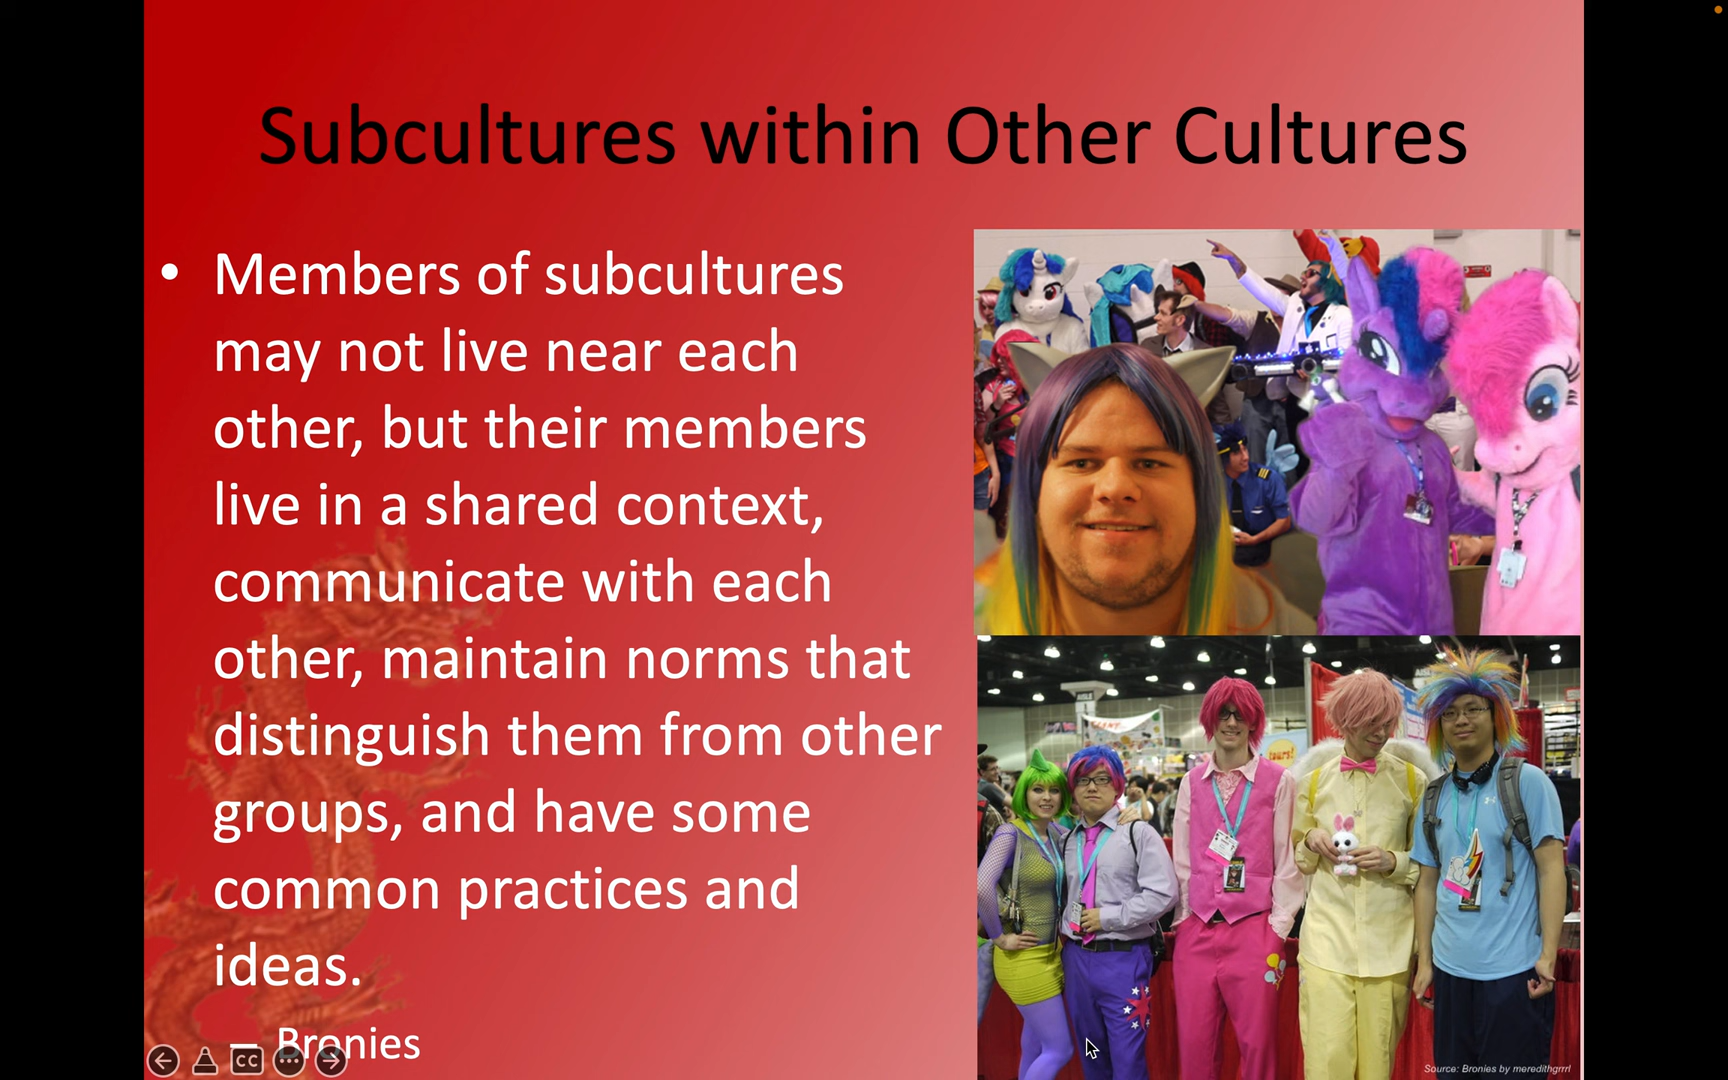 Subcultures within Other Cultures
• Members of subcultures
may not live near each
other, but their members
live in a shared context,
communicate with each
other, maintain norms that
distinguish them from other
groups, and have some
common practices and
ideas.
– Bronies
CC
Source: Bronies by meredithgrrrl